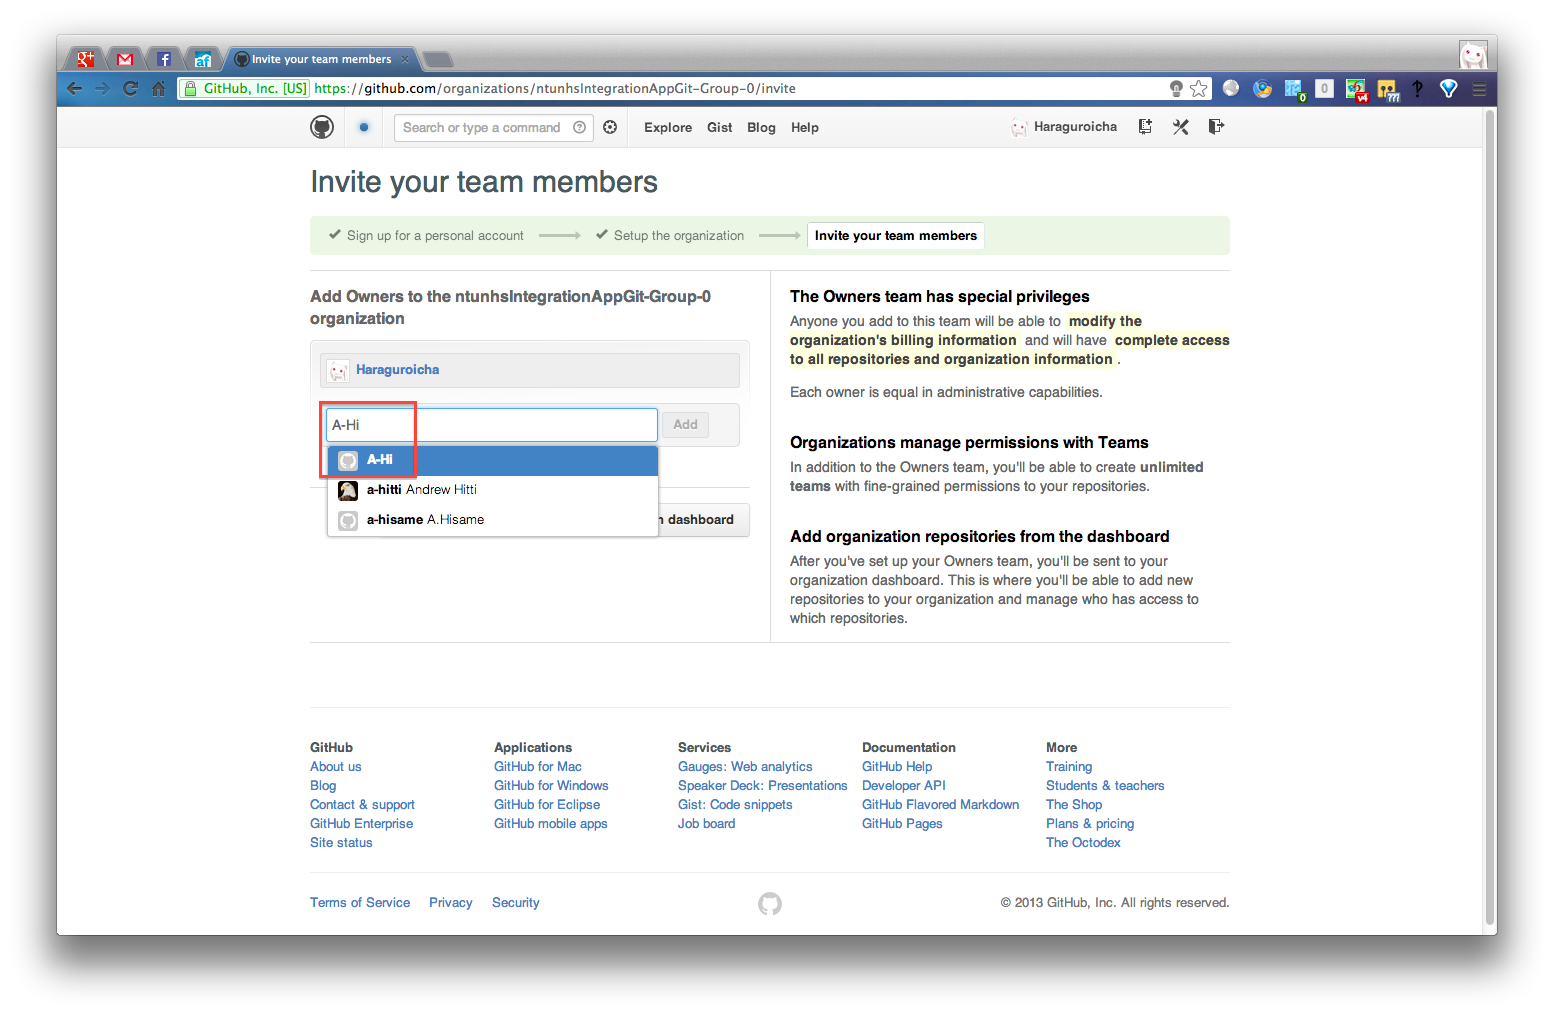 Invite your team members
GitHub, Inc. [US] https://github.com/organizations/ntunhsIntegrationAppGit-Group-0/invite
Search or type a command
Explore Gist Blog Help
Haraguroicha
Invite your team members
Sign up for a personal account
Setup the organization
Invite your team members
Add Owners to the ntunhsIntegrationAppGit-Group-0
organization
Haraguroicha
A-Hi
Add
A-Hi
a-hitti Andrew Hitti
a-hisame A.Hisame
dashboard
The Owners team has special privileges
Anyone you add to this team will be able to modify the
organization's billing information and will have complete access
to all repositories and organization information.
Each owner is equal in administrative capabilities.
Organizations manage permissions with Teams
In addition to the Owners team, you'll be able to create unlimited
teams with fine-grained permissions to your repositories.
Add organization repositories from the dashboard
After you've set up your Owners team, you'll be sent to your
organization dashboard. This is where you'll be able to add new
repositories to your organization and manage who has access to
which repositories.
GitHub
About us
Blog
Contact & support
GitHub Enterprise
Site status
Applications
GitHub for Mac
GitHub for Windows
GitHub for Eclipse
GitHub mobile apps
Services
Gauges: Web analytics
Speaker Deck: Presentations
Gist: Code snippets
Job board
Documentation
GitHub Help
Developer API
GitHub Flavored Markdown
GitHub Pages
More
Training
Students & teachers
The Shop
Plans & pricing
The Octodex
Terms of Service Privacy Security
© 2013 GitHub, Inc. All rights reserved.